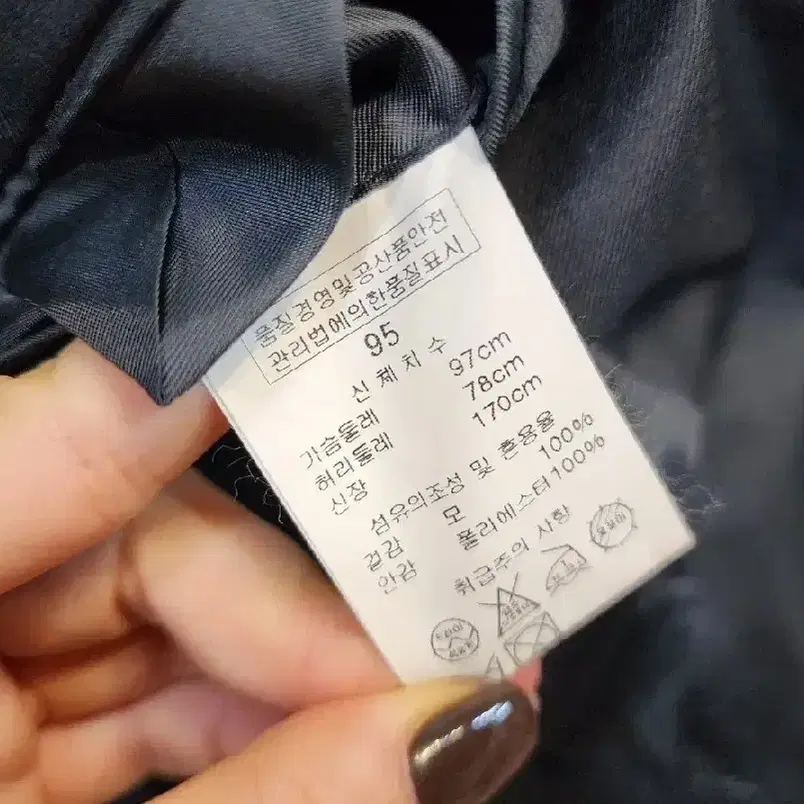 품질경영및공산품안전
관리법에의한품질표시
95
신 체 치 수
가슴둘레 97cm
허리둘레 78cm
신장 170cm
섬유의조성 및 혼용율
겉감 모 100%
안감 폴리에스터 100%
취급주의 사항
드라이